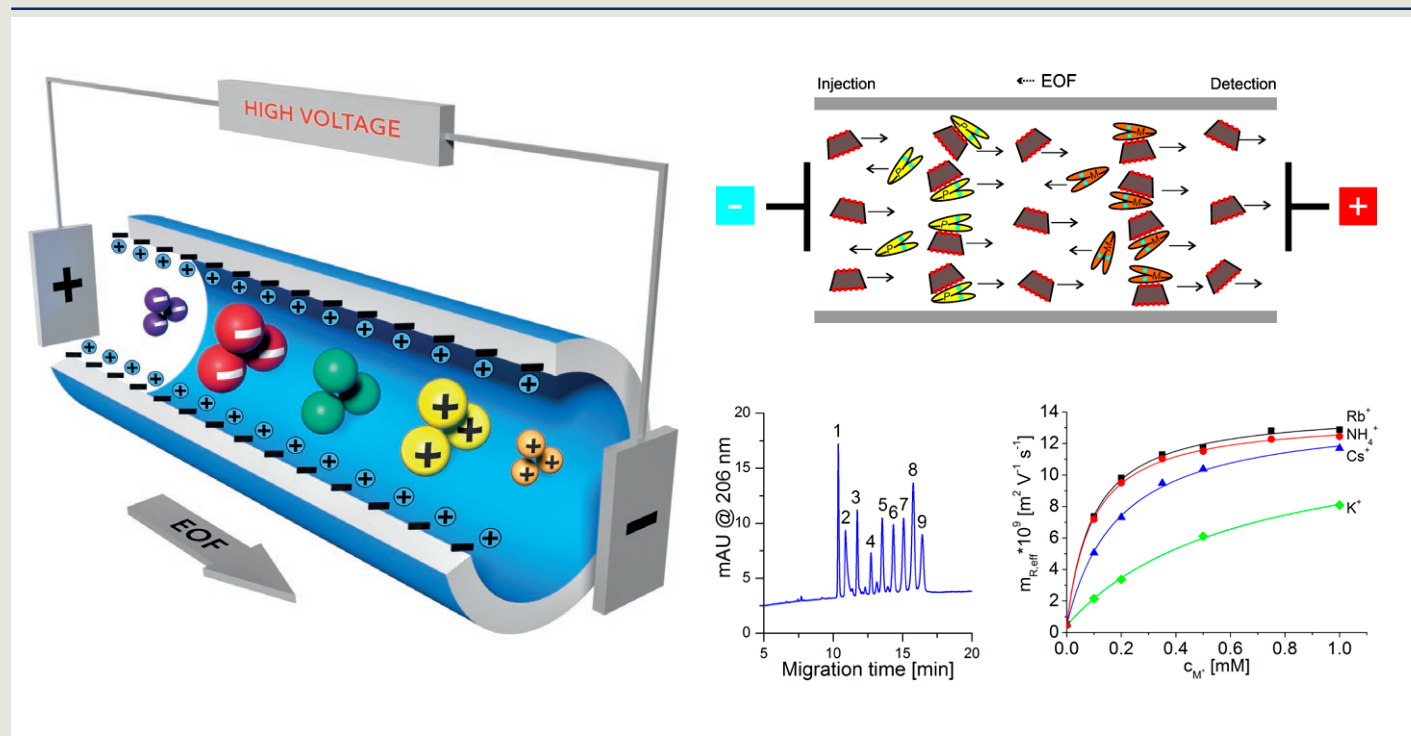 HIGH VOLTAGE
+
-
EOF
Injection
EOF
Detection
P
P
P
P
P
P
M
M
M
M
M
M
-
+
mAU @ 206 nm
20
15
10
5
0
1
2
3
4
5
6
7
8
9
5
10
15
20
Migration time [min]
m_R,eff *10⁹ [m² V⁻¹ s⁻¹]
14
12
10
8
6
4
2
0
Rb⁺
NH₄⁺
Cs⁺
K⁺
0.0
0.2
0.4
0.6
0.8
1.0
c_M⁺ [mM]